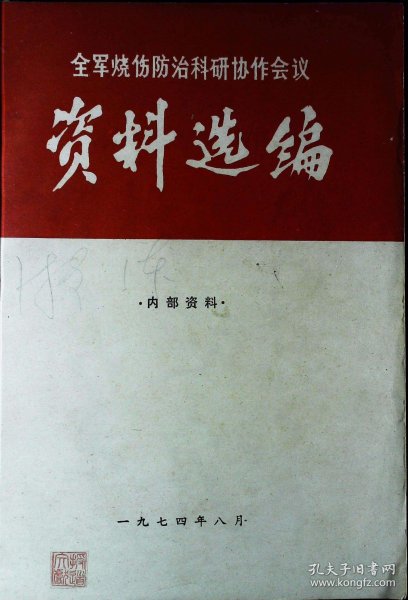 全军烧伤防治科研协作会议
资料选编
·内部资料·
一九七四年八月
孔夫子旧书网
www.kongfz.com